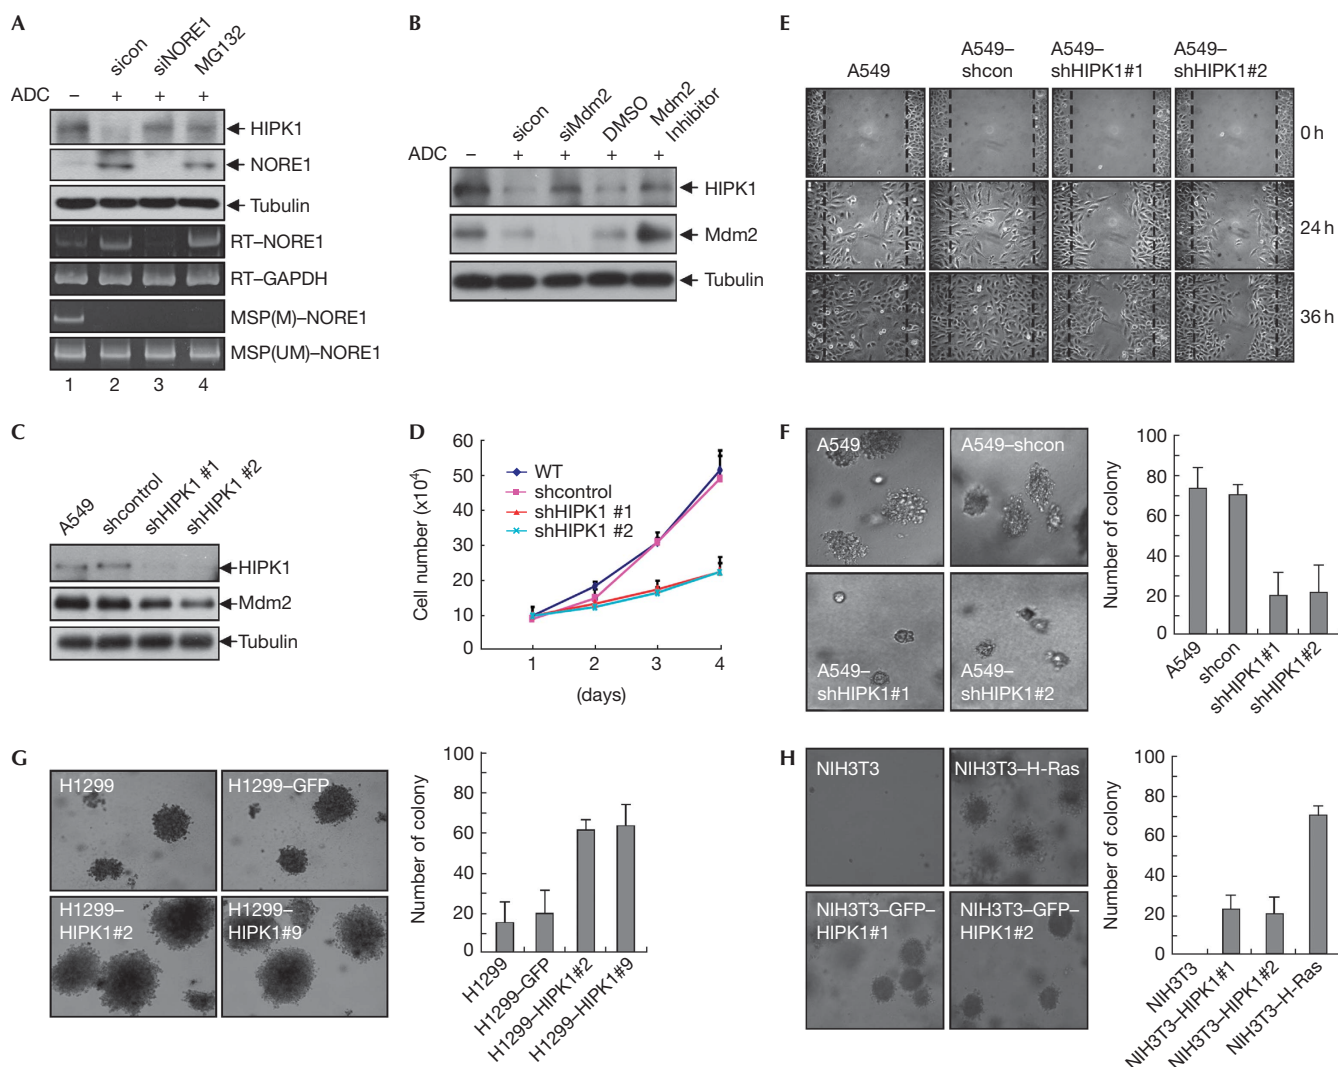 A
sicon
siNORE1
MG132
ADC – + + +
HIPK1
NORE1
Tubulin
RT–NORE1
RT–GAPDH
MSP(M)–NORE1
MSP(UM)–NORE1
1 2 3 4
B
sicon
siMdm2
DMSO
Mdm2
Inhibitor
ADC – + + + +
HIPK1
Mdm2
Tubulin
C
A549
shcontrol
shHIPK1 #1
shHIPK1 #2
HIPK1
Mdm2
Tubulin
D
60
50
40
30
20
10
0
Cell number (x10⁴)
WT
shcontrol
shHIPK1 #1
shHIPK1 #2
1 2 3 4
(days)
E
A549
A549–
shcon
A549–
shHIPK1#1
A549–
shHIPK1#2
0 h
24 h
36 h
F
A549
A549–shcon
A549–
shHIPK1#1
A549–
shHIPK1#2
100
80
60
40
20
0
Number of colony
A549
shcon
shHIPK1#1
shHIPK1#2
G
H1299
H1299–GFP
H1299–
HIPK1#2
H1299–
HIPK1#9
100
80
60
40
20
0
Number of colony
H1299
H1299–GFP
H1299–HIPK1#2
H1299–HIPK1#9
H
NIH3T3
NIH3T3–H-Ras
NIH3T3–GFP–
HIPK1#1
NIH3T3–GFP–
HIPK1#2
100
80
60
40
20
0
Number of colony
NIH3T3
NIH3T3–HIPK1#1
NIH3T3–HIPK1#2
NIH3T3–H-Ras